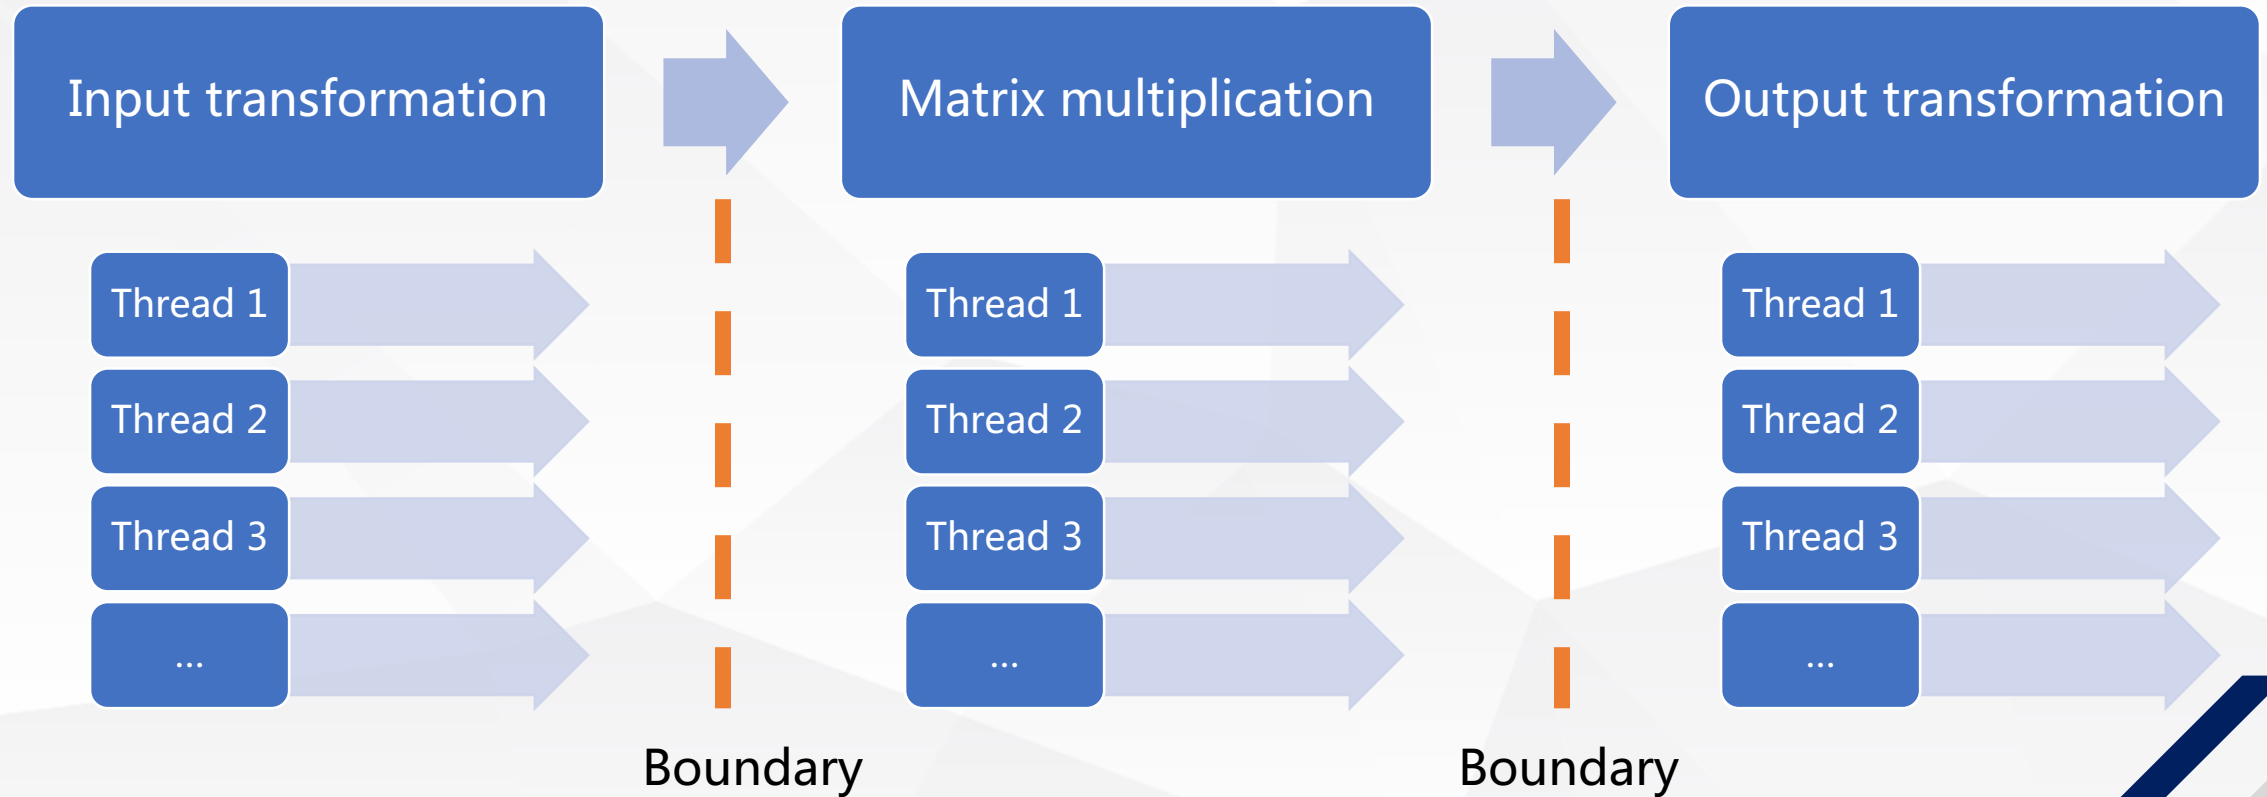 Input transformation
Matrix multiplication
Output transformation
Thread 1
Thread 2
Thread 3
...
Thread 1
Thread 2
Thread 3
...
Thread 1
Thread 2
Thread 3
...
Boundary
Boundary